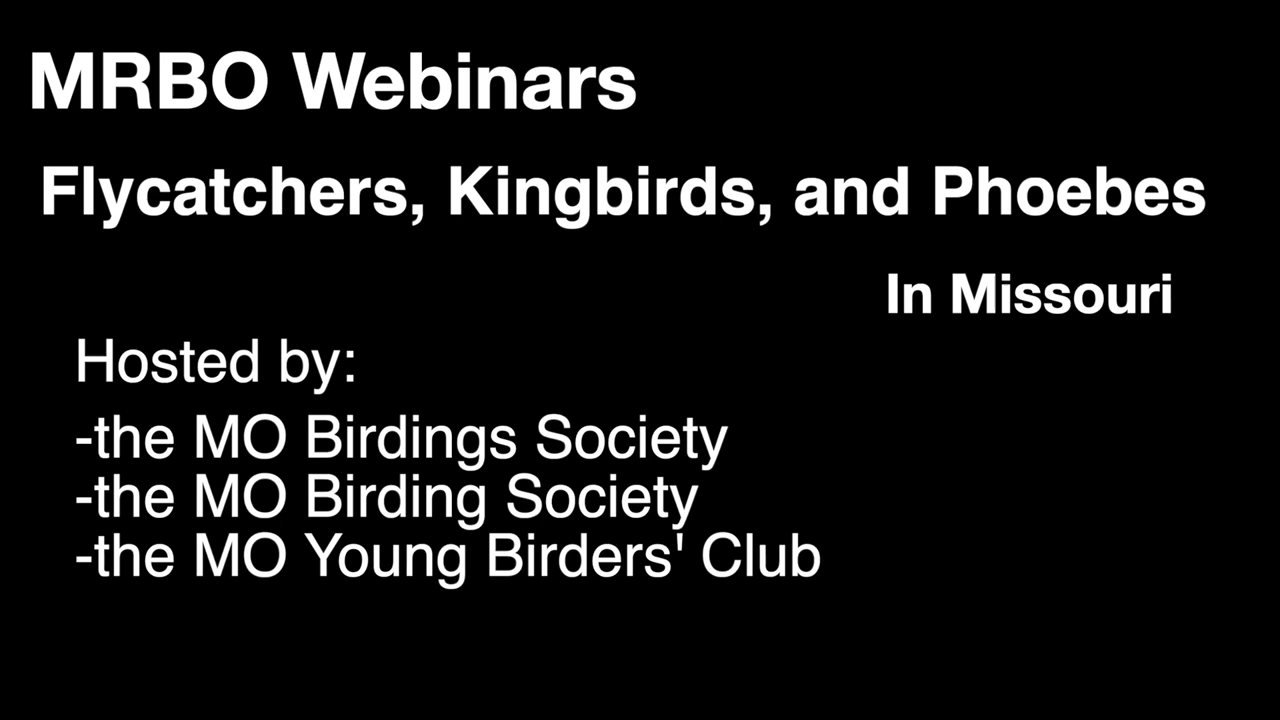 MRBO Webinars
Flycatchers, Kingbirds, and Phoebes
In Missouri
Hosted by:
-the MO Birdings Society
-the MO Birding Society
-the MO Young Birders' Club